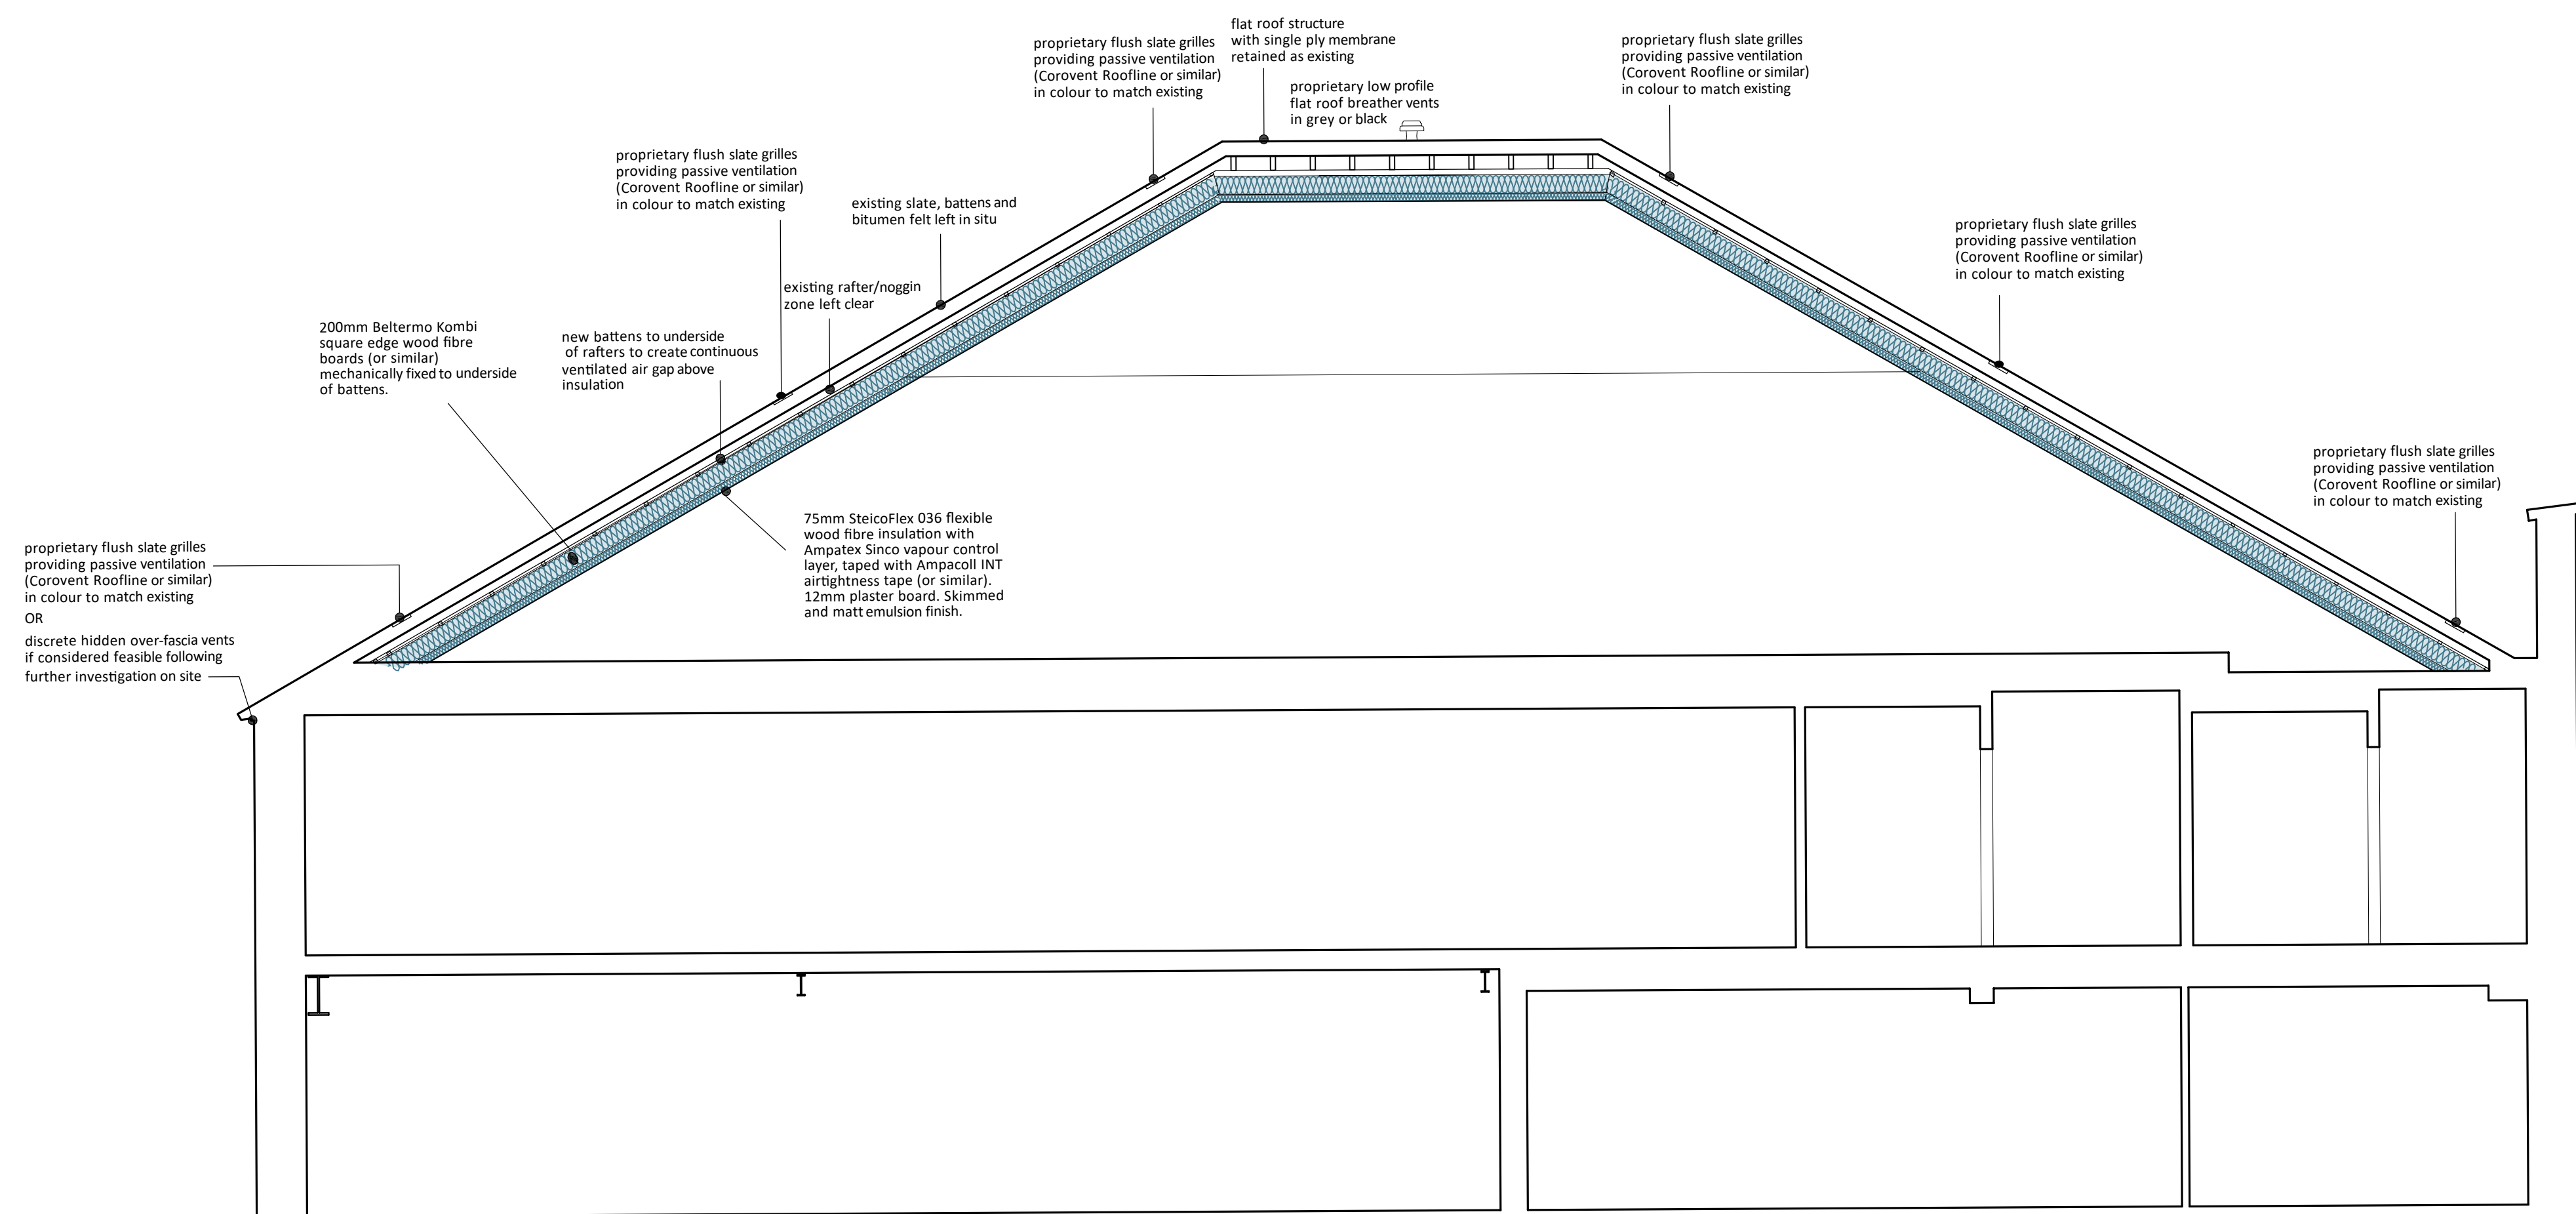 flat roof structure
with single ply membrane
retained as existing
proprietary flush slate grilles
providing passive ventilation
(Corovent Roofline or similar)
in colour to match existing
proprietary flush slate grilles
providing passive ventilation
(Corovent Roofline or similar)
in colour to match existing
proprietary low profile
flat roof breather vents
in grey or black
proprietary flush slate grilles
providing passive ventilation
(Corovent Roofline or similar)
in colour to match existing
existing slate, battens and
bitumen felt left in situ
proprietary flush slate grilles
providing passive ventilation
(Corovent Roofline or similar)
in colour to match existing
existing rafter/noggin
zone left clear
200mm Beltermo Kombi
square edge wood fibre
boards (or similar)
mechanically fixed to underside
of battens.
new battens to underside
of rafters to create continuous
ventilated air gap above
insulation
proprietary flush slate grilles
providing passive ventilation
(Corovent Roofline or similar)
in colour to match existing
75mm SteicoFlex 036 flexible
wood fibre insulation with
Ampatex Sinco vapour control
layer, taped with Ampacoll INT
airtightness tape (or similar).
12mm plaster board. Skimmed
and matt emulsion finish.
proprietary flush slate grilles
providing passive ventilation
(Corovent Roofline or similar)
in colour to match existing
OR
discrete hidden over-fascia vents
if considered feasible following
further investigation on site